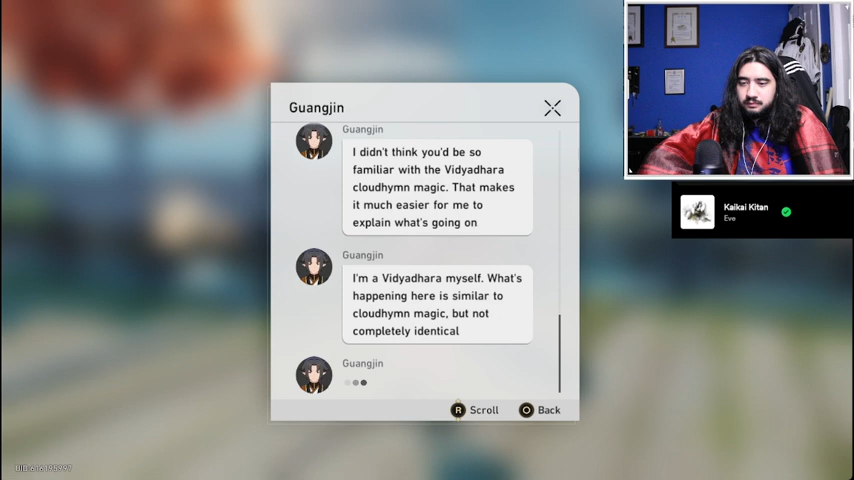 Guangjin
Guangjin
I didn't think you'd be so
familiar with the Vidyadhara
cloudhymn magic. That makes
it much easier for me to
explain what's going on
Guangjin
I'm a Vidyadhara myself. What's
happening here is similar to
cloudhymn magic, but not
completely identical
Guangjin
R Scroll
Back
Kaikai Kitan
Eve